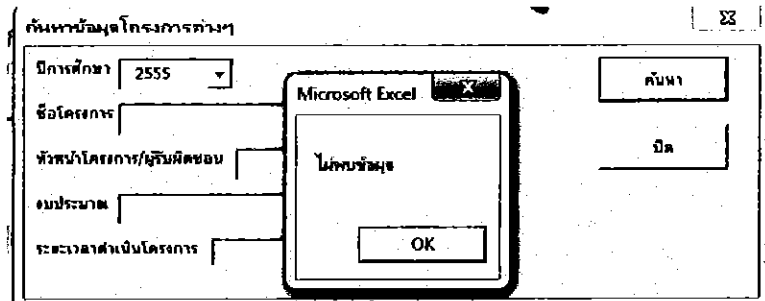 ค้นหาข้อมูลโครงการต่างๆ
ปีการศึกษา 2555
ค้นหา
Microsoft Excel
ชื่อโครงการ
ไม่พบข้อมูล
ปิด
หัวหน้าโครงการ/ผู้รับผิดชอบ
งบประมาณ
ระยะเวลาดำเนินโครงการ
OK